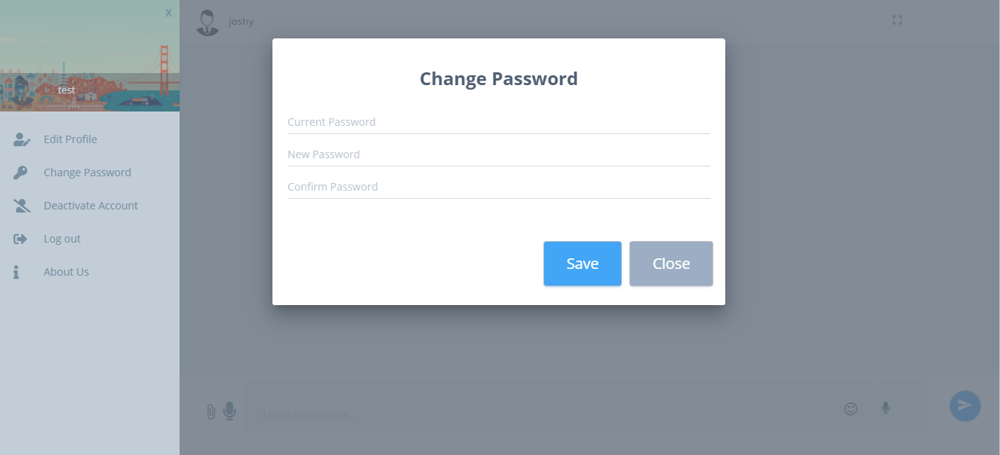 X
test
Edit Profile
Change Password
Deactivate Account
Log out
About Us
joshy
Change Password
Current Password
New Password
Confirm Password
Save
Close
Leave a comment...